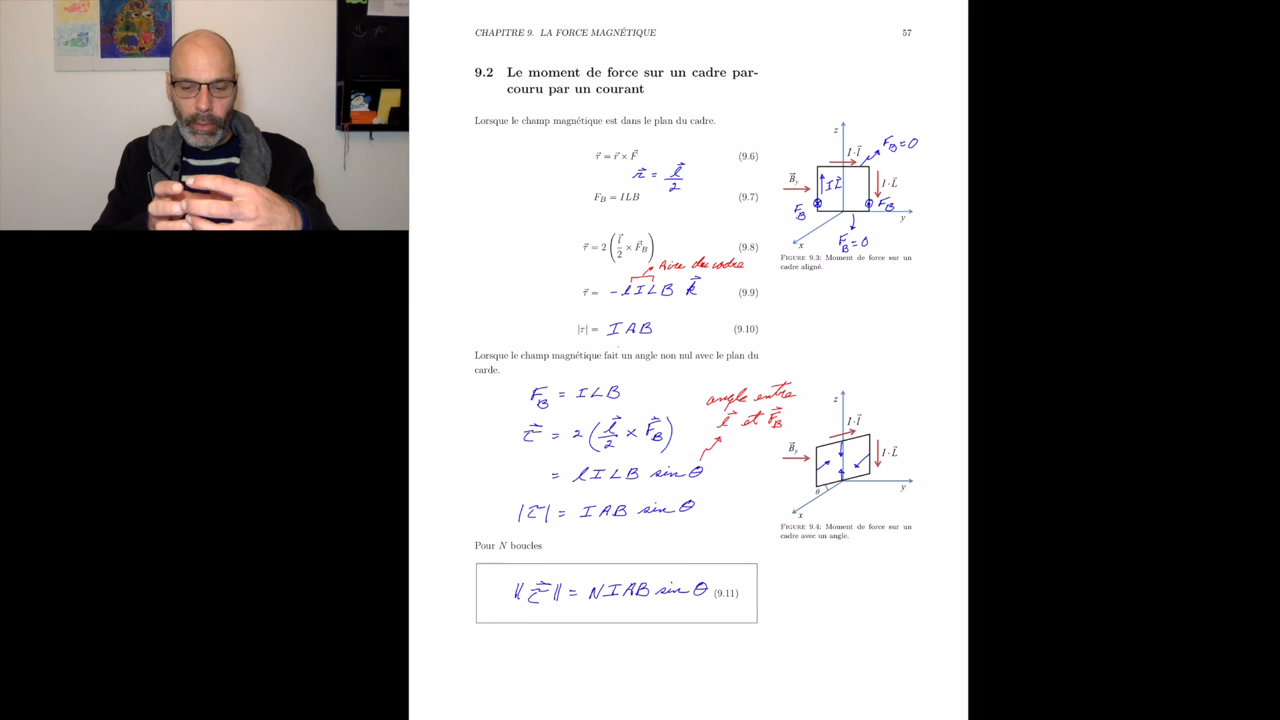 CHAPITRE 9. LA FORCE MAGNÉTIQUE 57
9.2 Le moment de force sur un cadre par-
couru par un courant
Lorsque le champ magnétique est dans le plan du cadre.
τ⃗ = r⃗ × F⃗ (9.6)
r⃗ = l⃗/2
F_B = ILB (9.7)
τ⃗ = 2 (l⃗/2 × F⃗_B) (9.8)
Aire du cadre
τ⃗ = - l I L B k⃗ (9.9)
|τ| = I A B (9.10)
z
F_B = 0
I · l⃗
B⃗_y
I L⃗
I · L⃗
F_B
F_B
y
x
F_B = 0
FIGURE 9.3: Moment de force sur un
cadre aligné.
Lorsque le champ magnétique fait un angle non nul avec le plan du
carde.
F_B = I L B
angle entre
l⃗ et F⃗_B
τ⃗ = 2 (l⃗/2 × F⃗_B)
= l I L B sin θ
|τ⃗| = I A B sin θ
z
I · l⃗
B⃗_y
I · L⃗
θ
y
x
FIGURE 9.4: Moment de force sur un
cadre avec un angle.
Pour N boucles
‖τ⃗‖ = N I A B sin θ (9.11)